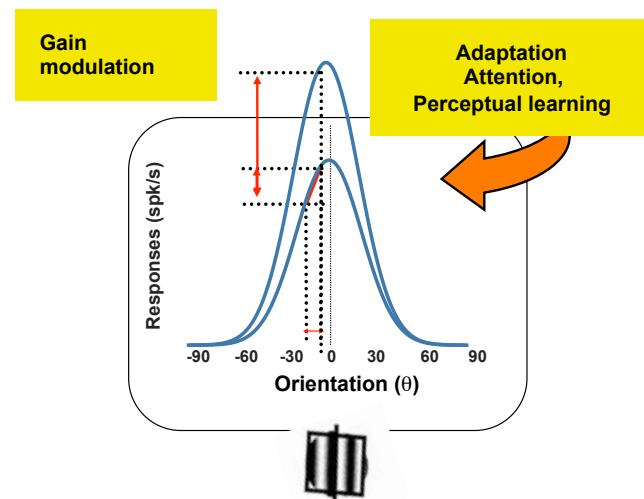 Gain
modulation
Adaptation
Attention,
Perceptual learning
Responses (spk/s)
-90 -60 -30 0 30 60 90
Orientation (θ)